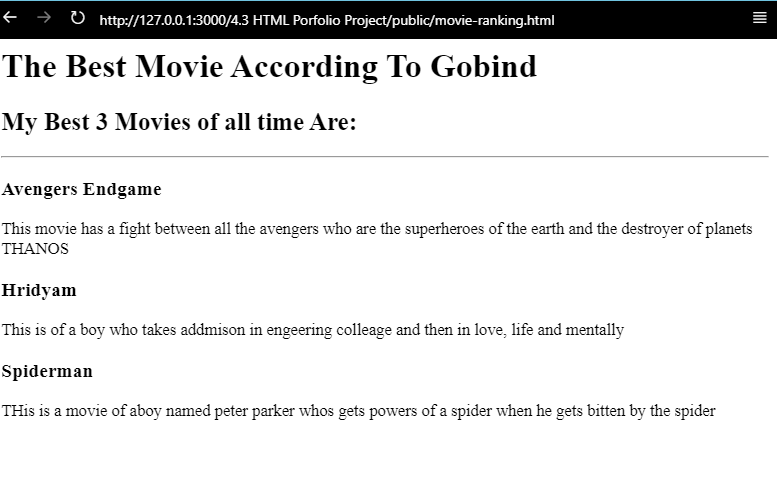 http://127.0.0.1:3000/4.3 HTML Porfolio Project/public/movie-ranking.html
The Best Movie According To Gobind
My Best 3 Movies of all time Are:
Avengers Endgame
This movie has a fight between all the avengers who are the superheroes of the earth and the destroyer of planets
THANOS
Hridyam
This is of a boy who takes addmison in engeering colleage and then in love, life and mentally
Spiderman
THis is a movie of aboy named peter parker whos gets powers of a spider when he gets bitten by the spider